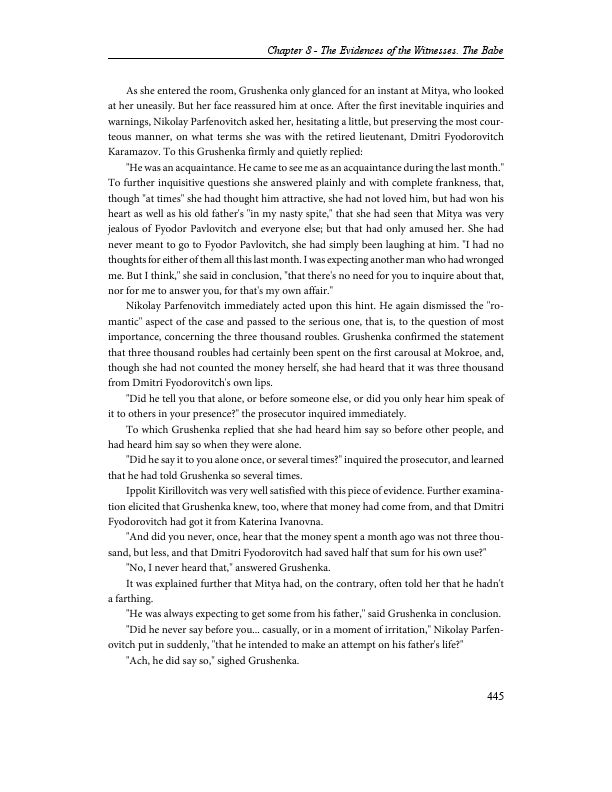 Chapter 8 - The Evidences of the Witnesses. The Babe
As she entered the room, Grushenka only glanced for an instant at Mitya, who looked
at her uneasily. But her face reassured him at once. After the first inevitable inquiries and
warnings, Nikolay Parfenovitch asked her, hesitating a little, but preserving the most cour-
teous manner, on what terms she was with the retired lieutenant, Dmitri Fyodorovitch
Karamazov. To this Grushenka firmly and quietly replied:
"He was an acquaintance. He came to see me as an acquaintance during the last month."
To further inquisitive questions she answered plainly and with complete frankness, that,
though "at times" she had thought him attractive, she had not loved him, but had won his
heart as well as his old father's "in my nasty spite," that she had seen that Mitya was very
jealous of Fyodor Pavlovitch and everyone else; but that had only amused her. She had
never meant to go to Fyodor Pavlovitch, she had simply been laughing at him. "I had no
thoughts for either of them all this last month. I was expecting another man who had wronged
me. But I think," she said in conclusion, "that there's no need for you to inquire about that,
nor for me to answer you, for that's my own affair."
Nikolay Parfenovitch immediately acted upon this hint. He again dismissed the "ro-
mantic" aspect of the case and passed to the serious one, that is, to the question of most
importance, concerning the three thousand roubles. Grushenka confirmed the statement
that three thousand roubles had certainly been spent on the first carousal at Mokroe, and,
though she had not counted the money herself, she had heard that it was three thousand
from Dmitri Fyodorovitch's own lips.
"Did he tell you that alone, or before someone else, or did you only hear him speak of
it to others in your presence?" the prosecutor inquired immediately.
To which Grushenka replied that she had heard him say so before other people, and
had heard him say so when they were alone.
"Did he say it to you alone once, or several times?" inquired the prosecutor, and learned
that he had told Grushenka so several times.
Ippolit Kirillovitch was very well satisfied with this piece of evidence. Further examina-
tion elicited that Grushenka knew, too, where that money had come from, and that Dmitri
Fyodorovitch had got it from Katerina Ivanovna.
"And did you never, once, hear that the money spent a month ago was not three thou-
sand, but less, and that Dmitri Fyodorovitch had saved half that sum for his own use?"
"No, I never heard that," answered Grushenka.
It was explained further that Mitya had, on the contrary, often told her that he hadn't
a farthing.
"He was always expecting to get some from his father," said Grushenka in conclusion.
"Did he never say before you... casually, or in a moment of irritation," Nikolay Parfen-
ovitch put in suddenly, "that he intended to make an attempt on his father's life?"
"Ach, he did say so," sighed Grushenka.
445